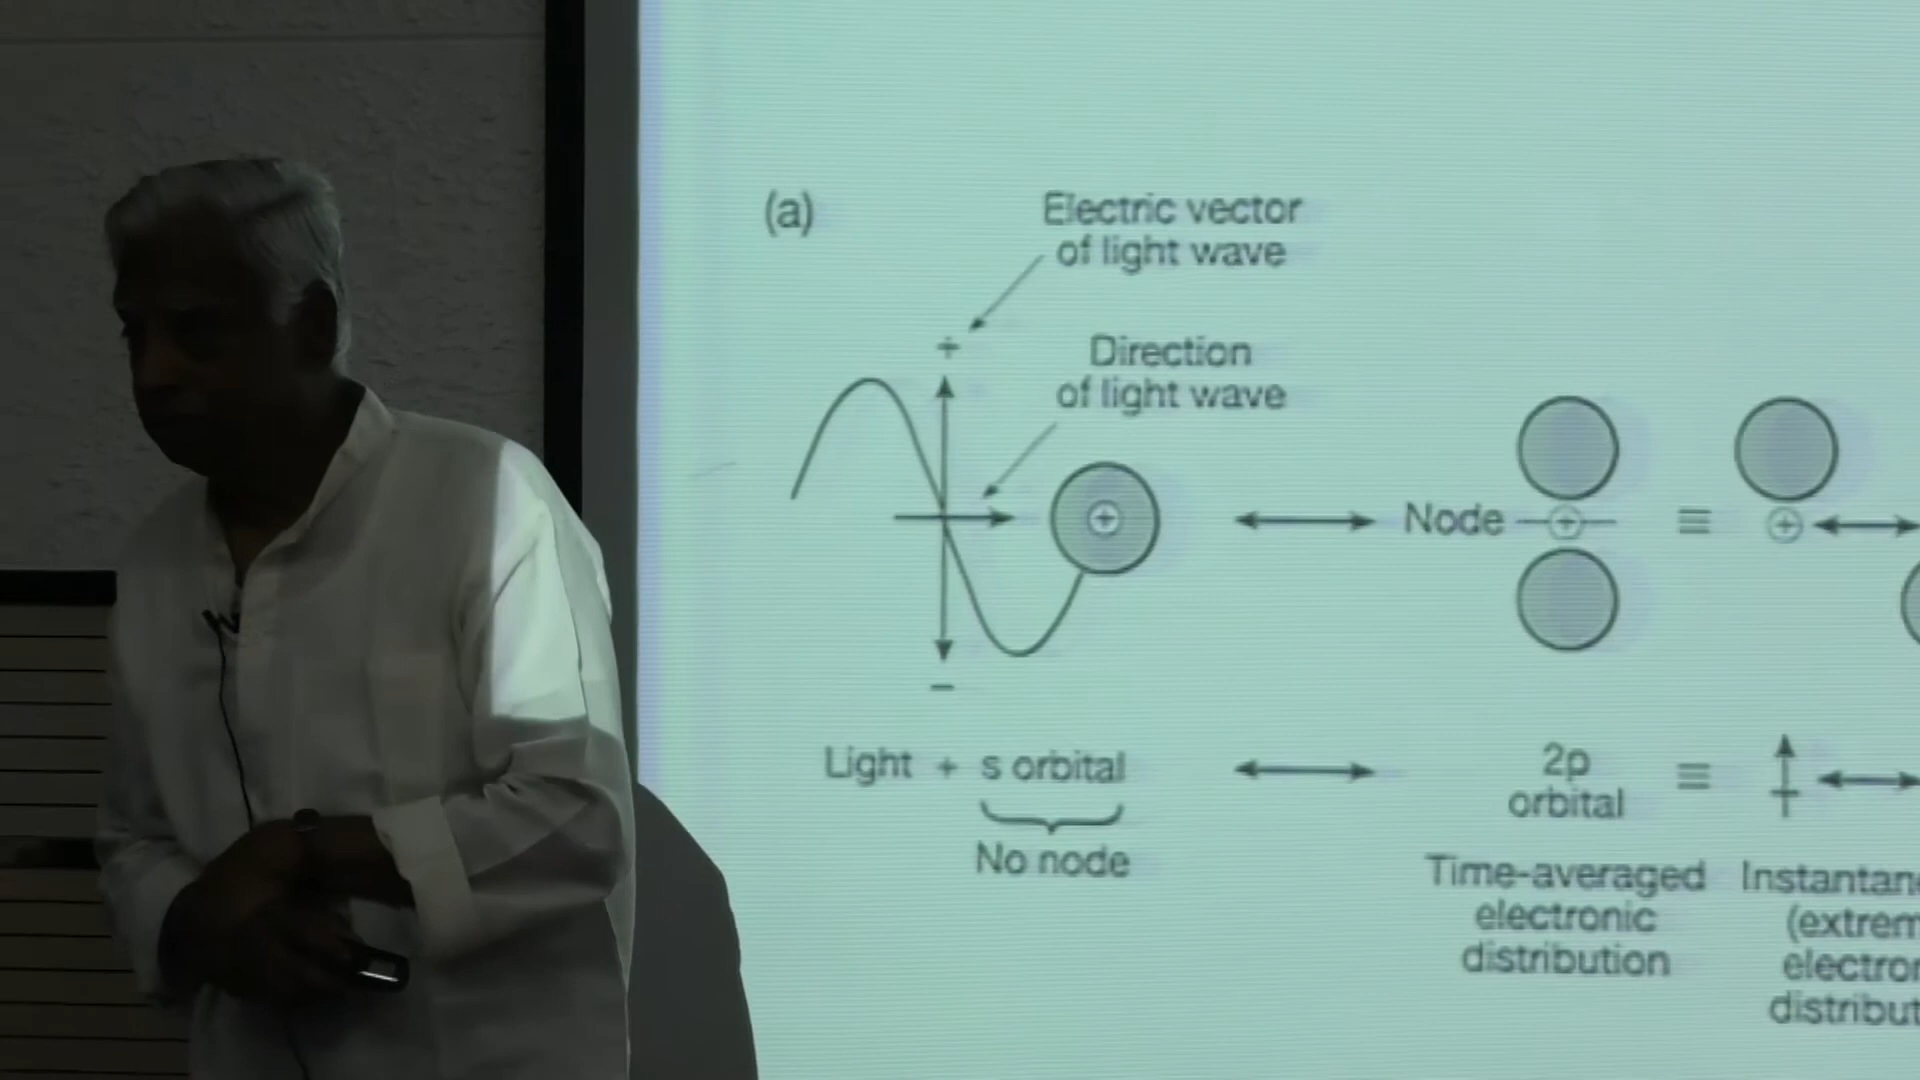 (a)
Electric vector
of light wave
+
Direction
of light wave
+
Node + ≡ +
−
Light + s orbital
2p ≡
orbital
No node
Time-averaged
electronic
distribution